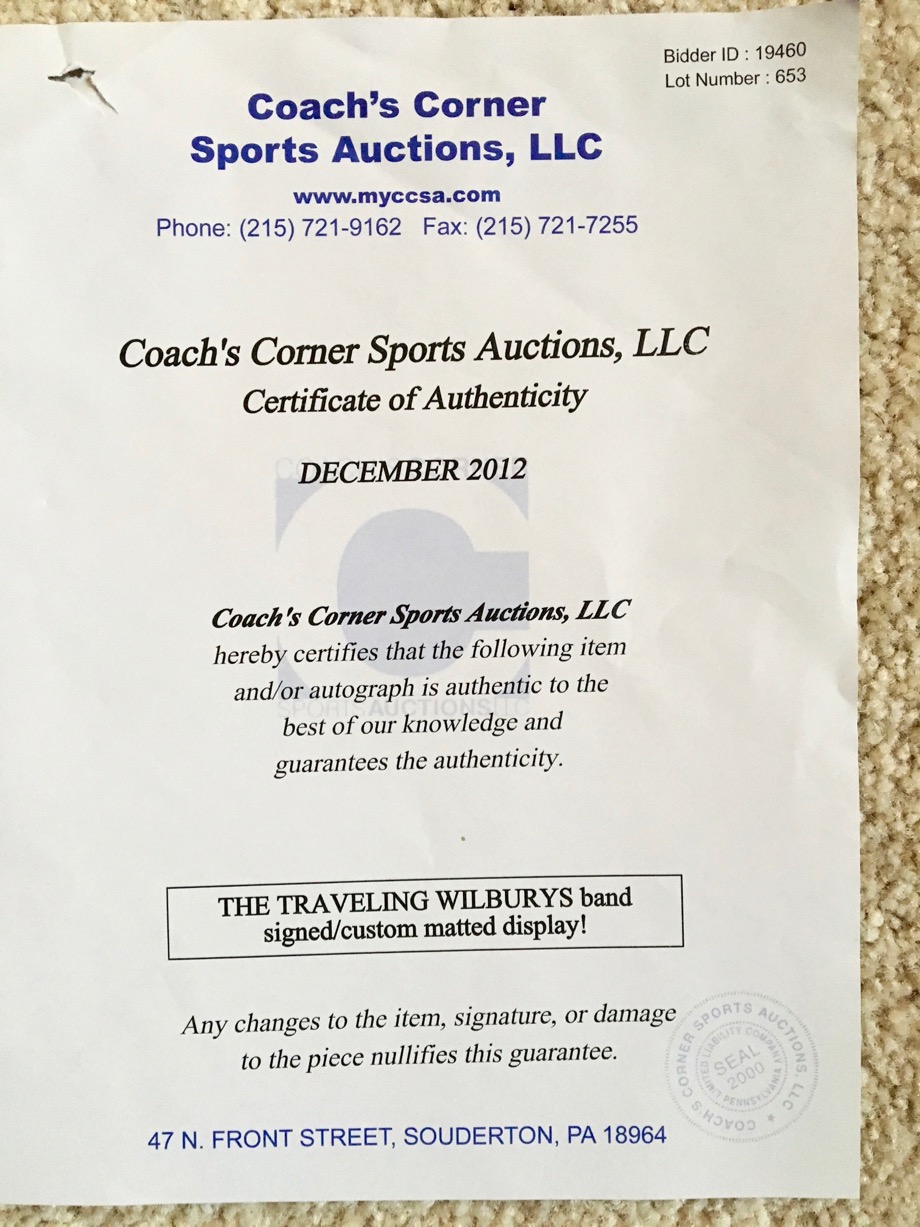 Bidder ID : 19460
Lot Number : 653
Coach's Corner
Sports Auctions, LLC
www.myccsa.com
Phone: (215) 721-9162 Fax: (215) 721-7255
Coach's Corner Sports Auctions, LLC
Certificate of Authenticity
DECEMBER 2012
Coach's Corner Sports Auctions, LLC
hereby certifies that the following item
and/or autograph is authentic to the
SPORTS AUCTIONS LLC
best of our knowledge and
guarantees the authenticity.
THE TRAVELING WILBURYS band
signed/custom matted display!
Any changes to the item, signature, or damage
to the piece nullifies this guarantee.
COACH'S CORNER SPORTS AUCTIONS, LLC ★
LIMITED LIABILITY COMPANY
SEAL
2000
PENNSYLVANIA
47 N. FRONT STREET, SOUDERTON, PA 18964